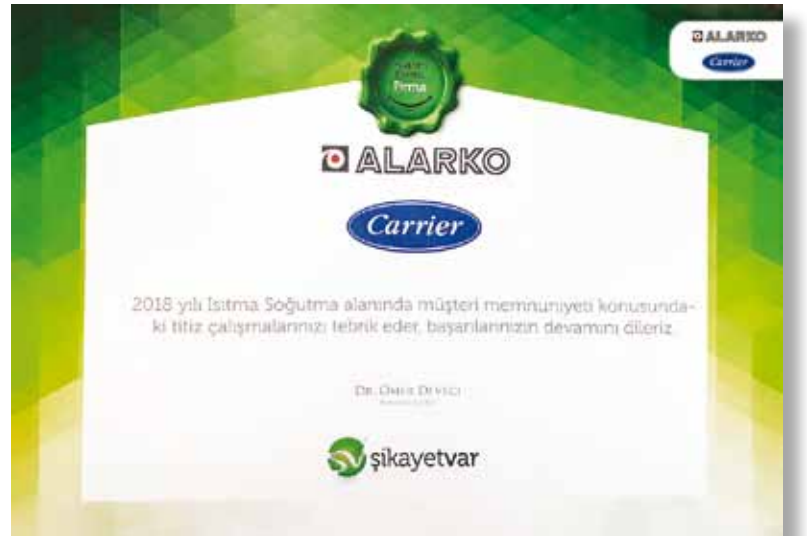 ALARKO
Carrier
Firma
ALARKO
Carrier
2018 yılı Isıtma Soğutma alanında müşteri memnuniyeti konusunda-
ki titiz çalışmalarınızı tebrik eder, başarılarınızın devamını dileriz.
DR. ÖMER DEVECİ
şikayetvar